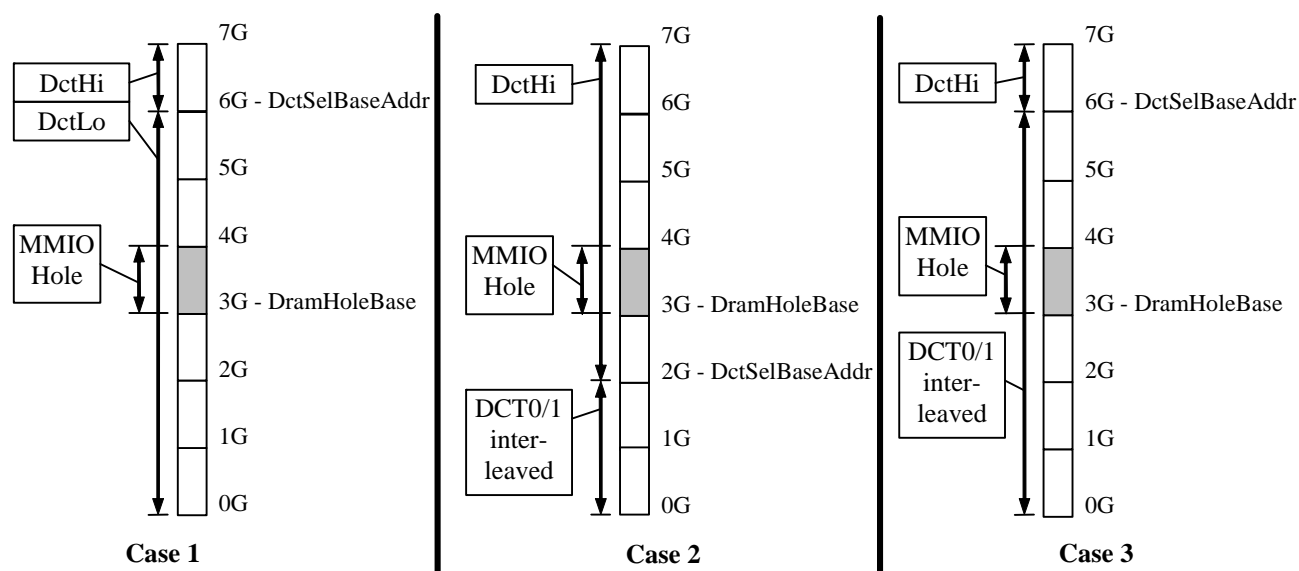 7G
DctHi
6G - DctSelBaseAddr
DctLo
5G
4G
MMIO
Hole
3G - DramHoleBase
2G
1G
0G
Case 1
7G
DctHi
6G
5G
4G
MMIO
Hole
3G - DramHoleBase
2G - DctSelBaseAddr
DCT0/1
inter-
leaved
1G
0G
Case 2
7G
DctHi
6G - DctSelBaseAddr
5G
4G
MMIO
Hole
3G - DramHoleBase
DCT0/1
inter-
leaved
2G
1G
0G
Case 3